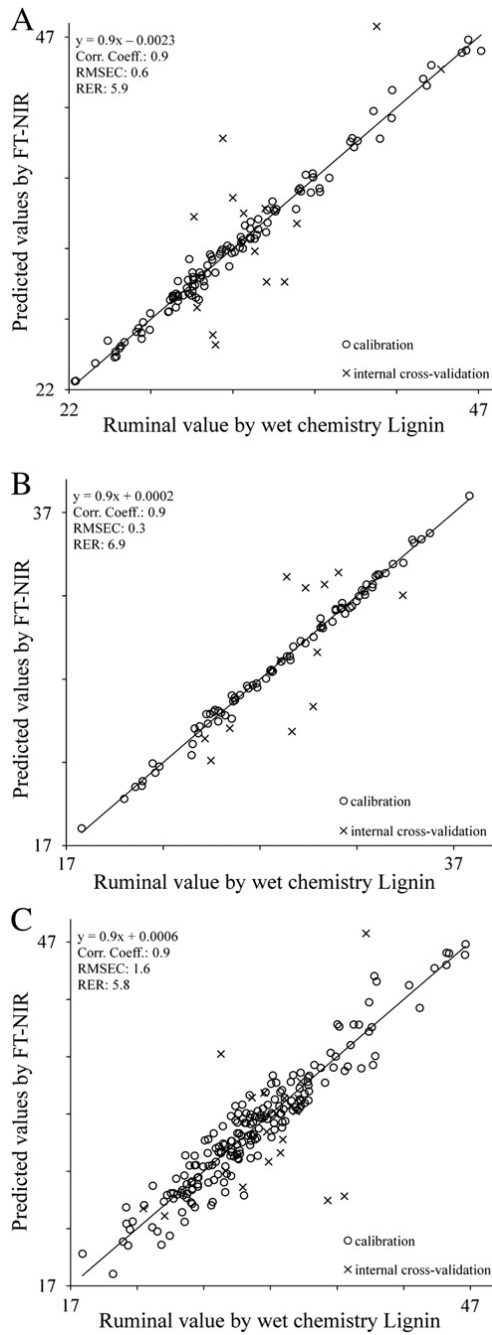 A
47
y = 0.9x – 0.0023
Corr. Coeff.: 0.9
RMSEC: 0.6
RER: 5.9
Predicted values by FT-NIR
calibration
internal cross-validation
22
22
47
Ruminal value by wet chemistry Lignin
B
37
y = 0.9x + 0.0002
Corr. Coeff.: 0.9
RMSEC: 0.3
RER: 6.9
Predicted values by FT-NIR
calibration
internal cross-validation
17
17
37
Ruminal value by wet chemistry Lignin
C
47
y = 0.9x + 0.0006
Corr. Coeff.: 0.9
RMSEC: 1.6
RER: 5.8
Predicted values by FT-NIR
calibration
internal cross-validation
17
17
47
Ruminal value by wet chemistry Lignin